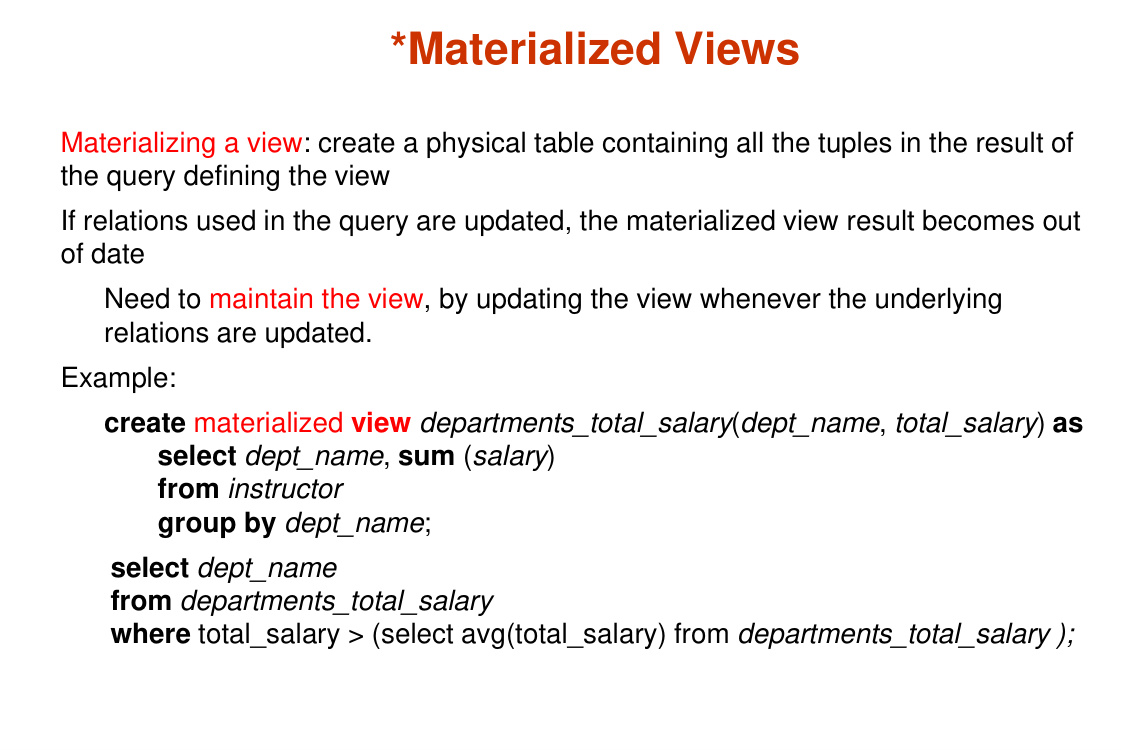 *Materialized Views
Materializing a view: create a physical table containing all the tuples in the result of
the query defining the view
If relations used in the query are updated, the materialized view result becomes out
of date
Need to maintain the view, by updating the view whenever the underlying
relations are updated.
Example:
create materialized view departments_total_salary(dept_name, total_salary) as
select dept_name, sum (salary)
from instructor
group by dept_name;
select dept_name
from departments_total_salary
where total_salary > (select avg(total_salary) from departments_total_salary );